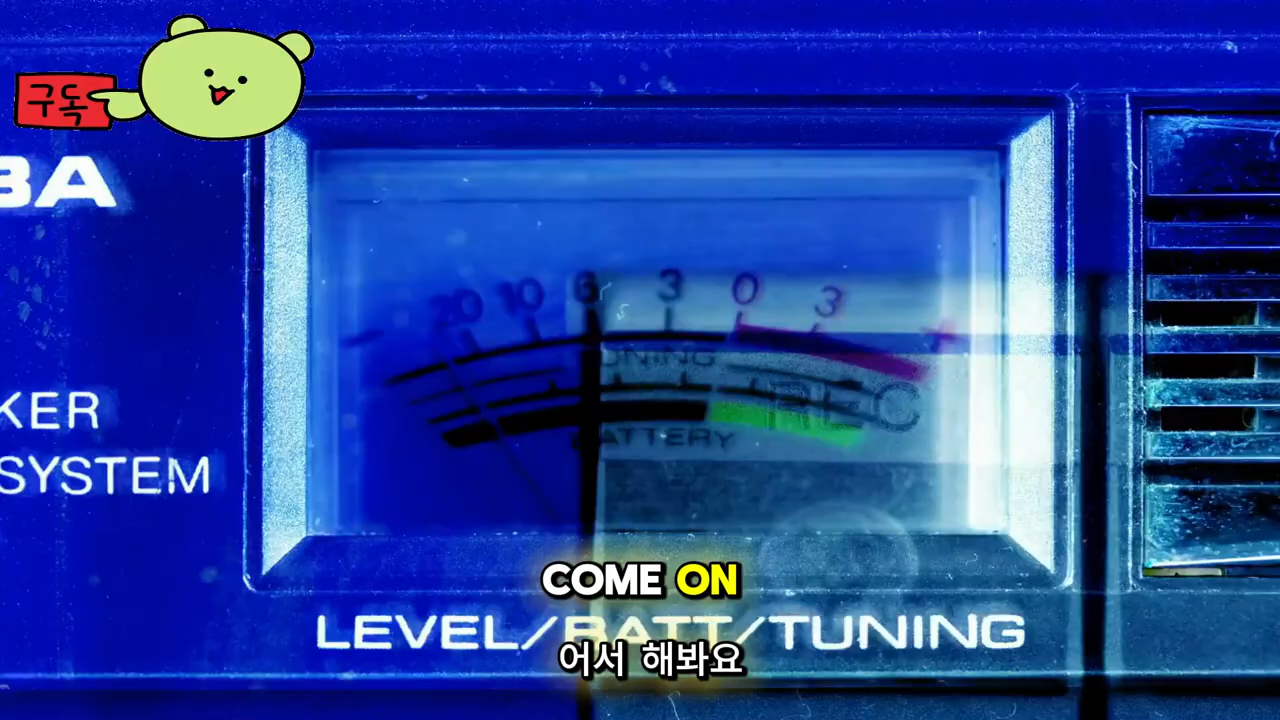 구독
BA
20 10 6 3 0 3
- +
TUNING
REC
BATTERY
KER
SYSTEM
COME ON
LEVEL/BATT/TUNING
어서 해봐요